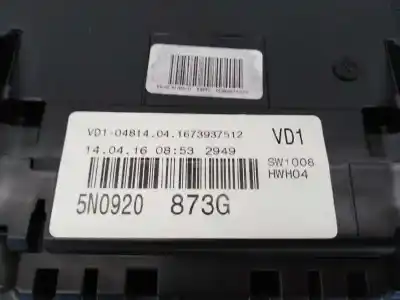 VD1-04814.04.1673937512
VD1
14.04.16 08:53 2949
SW1006
HWH04
5N0920 873G